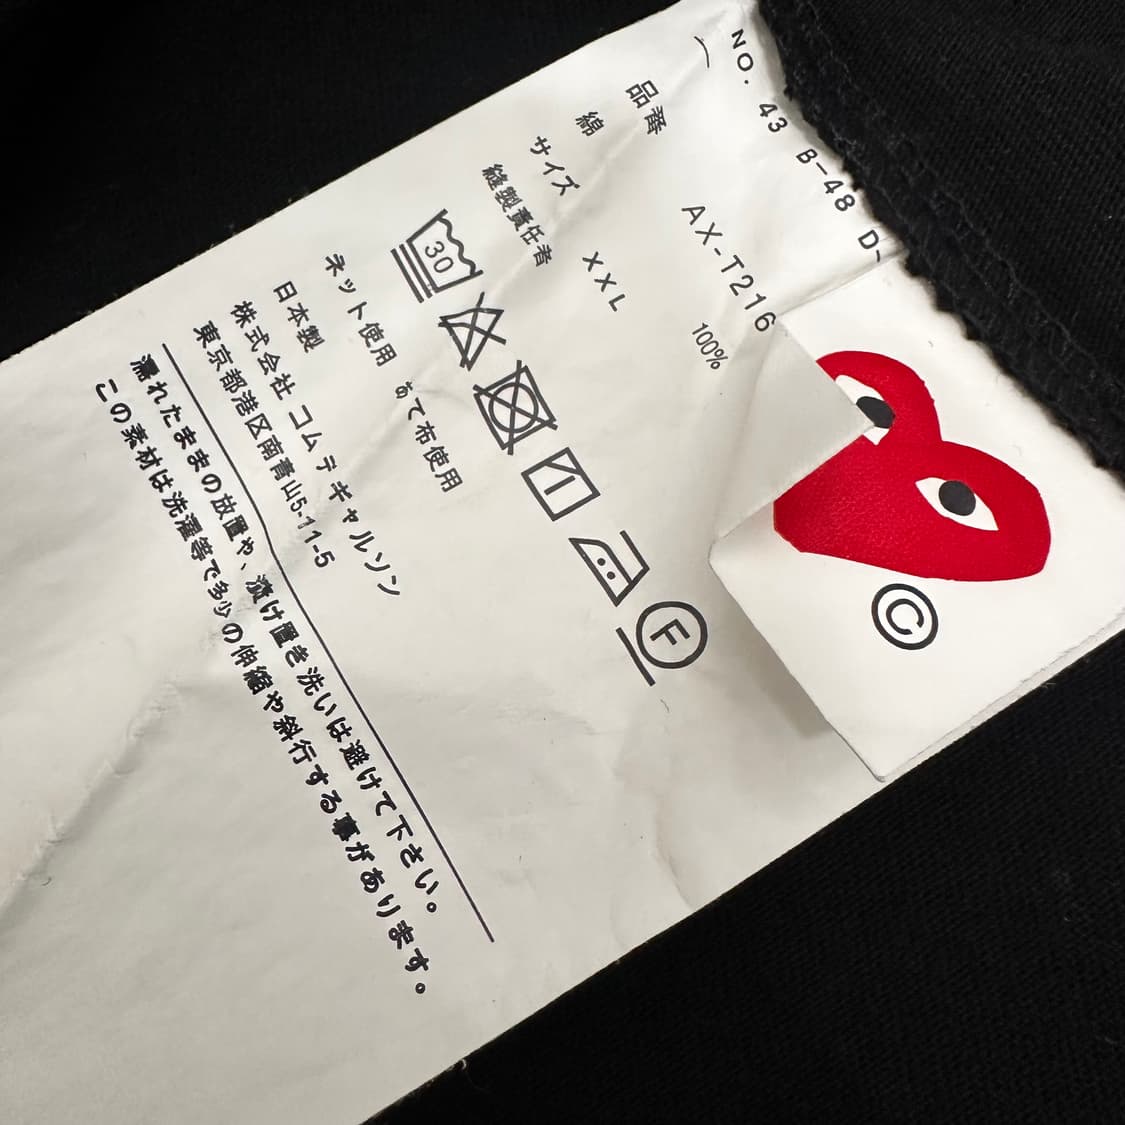 NO. 43 B-48 D-
品番 AX-T216
綿 100%
サイズ XXL
縫製責任者
30
F
ネット使用 あて布使用
日本製
株式会社 コムデギャルソン
東京都港区南青山5-11-5
濡れたままの放置や、漬け置き洗いは避けて下さい。
この素材は洗濯等で多少の伸縮や斜行する事があります。
©